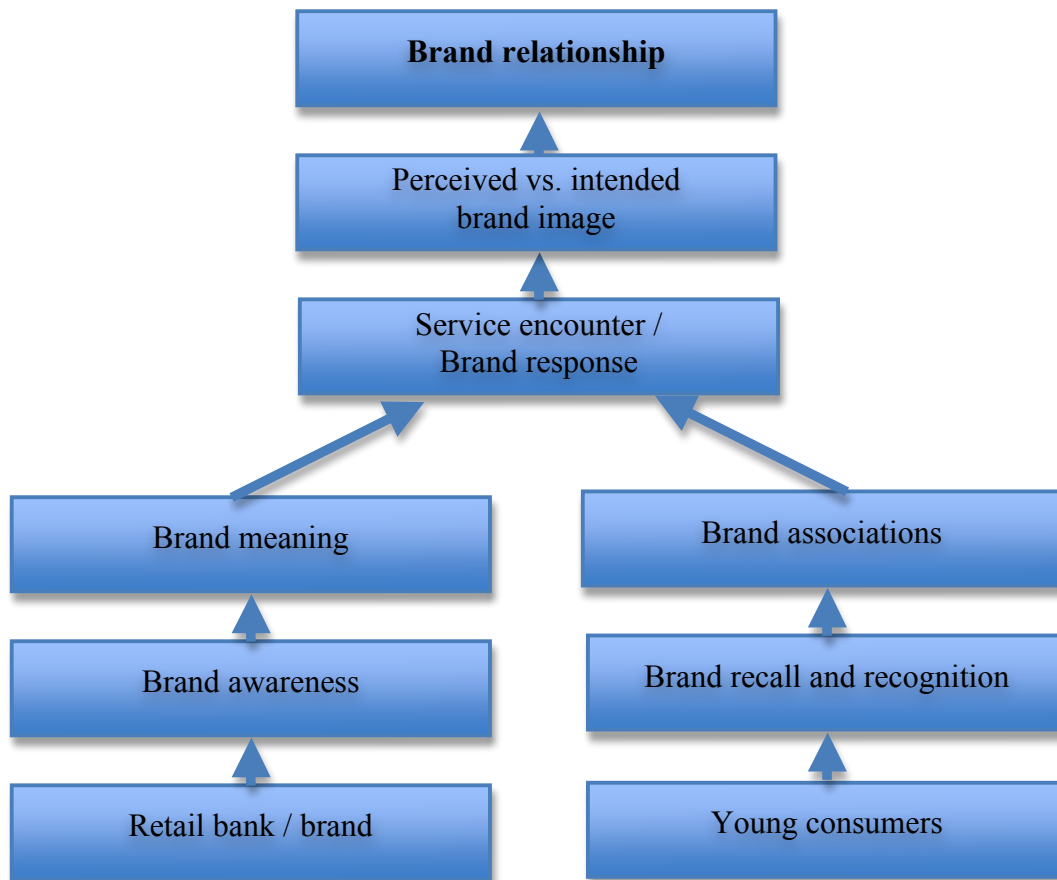 Brand relationship
Perceived vs. intended
brand image
Service encounter /
Brand response
Brand meaning
Brand associations
Brand awareness
Brand recall and recognition
Retail bank / brand
Young consumers